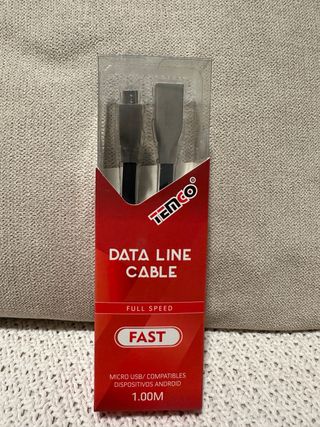 TEMCO®
DATA LINE
CABLE
FULL SPEED
FAST
MICRO USB/ COMPATIBLES
DISPOSITIVOS ANDROID
1.00M